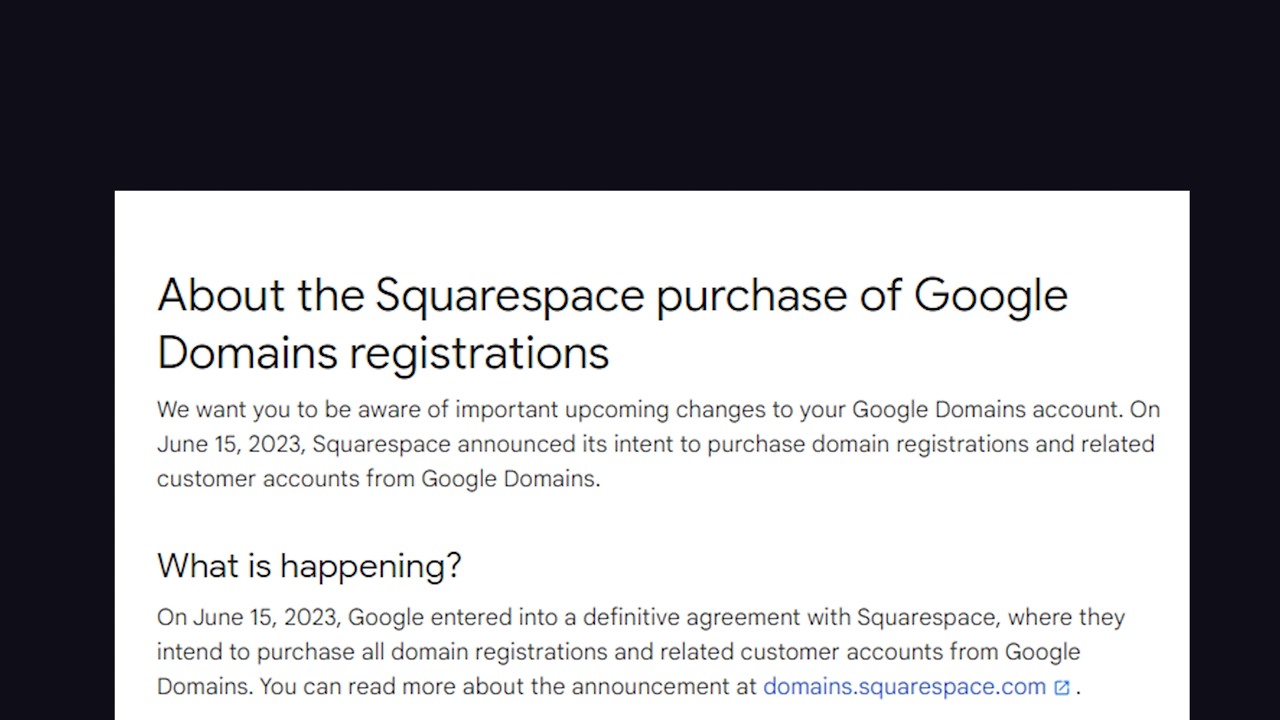 About the Squarespace purchase of Google
Domains registrations
We want you to be aware of important upcoming changes to your Google Domains account. On
June 15, 2023, Squarespace announced its intent to purchase domain registrations and related
customer accounts from Google Domains.
What is happening?
On June 15, 2023, Google entered into a definitive agreement with Squarespace, where they
intend to purchase all domain registrations and related customer accounts from Google
Domains. You can read more about the announcement at domains.squarespace.com .